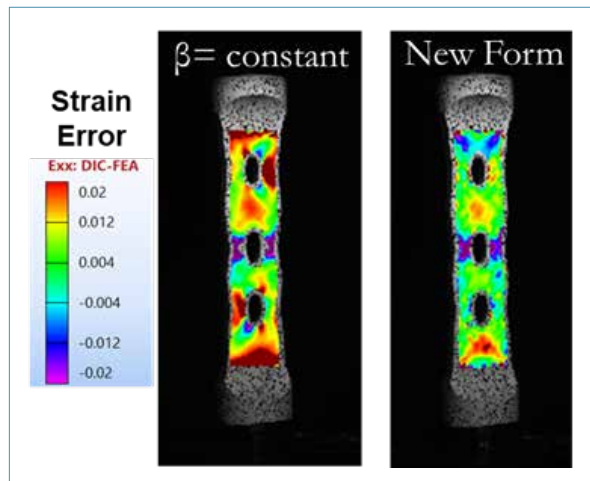 β= constant
New Form
Strain
Error
Exx: DIC-FEA
0.02
0.012
0.004
-0.004
-0.012
-0.02